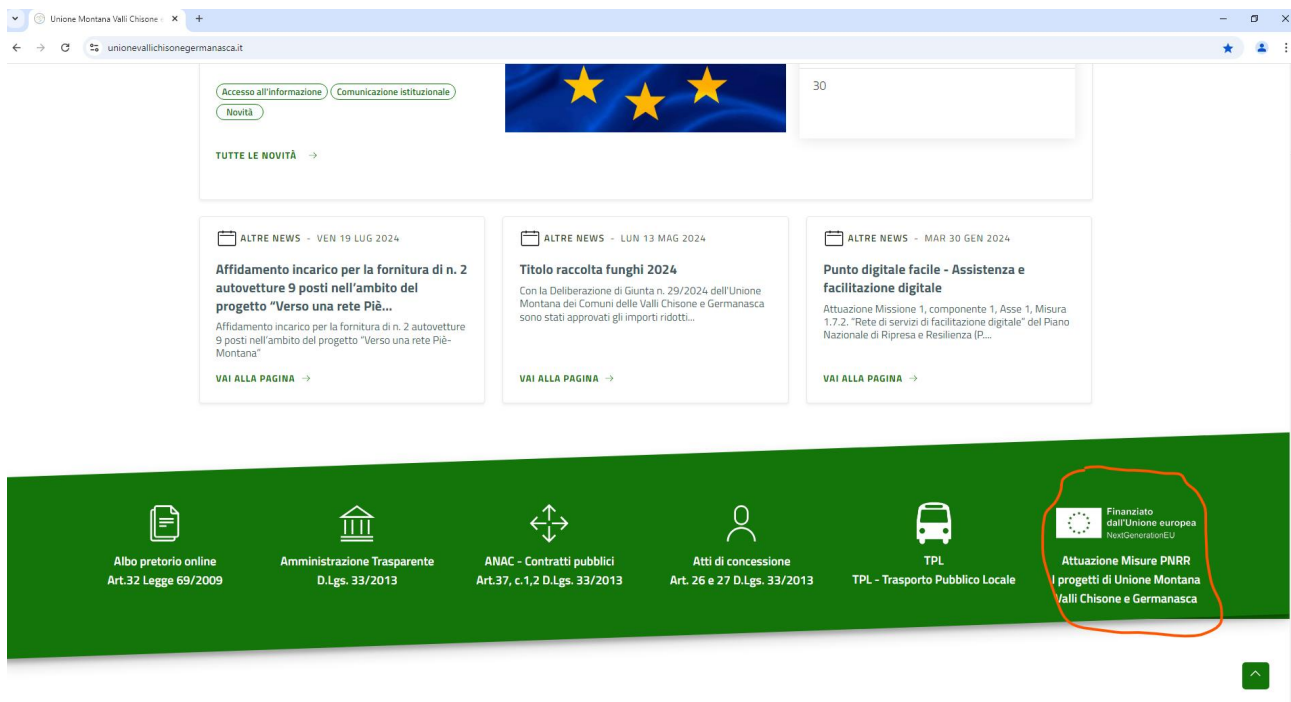 Unione Montana Valli Chisone e
unionevallichisonegermanasca.it
Accesso all'informazione
Comunicazione istituzionale
Novità
TUTTE LE NOVITÀ
30
ALTRE NEWS - VEN 19 LUG 2024
Affidamento incarico per la fornitura di n. 2
autovetture 9 posti nell'ambito del
progetto "Verso una rete Piè...
Affidamento incarico per la fornitura di n. 2 autovetture
9 posti nell'ambito del progetto "Verso una rete Piè-
Montana"
VAI ALLA PAGINA
ALTRE NEWS - LUN 13 MAG 2024
Titolo raccolta funghi 2024
Con la Deliberazione di Giunta n. 29/2024 dell'Unione
Montana dei Comuni delle Valli Chisone e Germanasca
sono stati approvati gli importi ridotti...
VAI ALLA PAGINA
ALTRE NEWS - MAR 30 GEN 2024
Punto digitale facile - Assistenza e
facilitazione digitale
Attuazione Missione 1, componente 1, Asse 1, Misura
1.7.2. "Rete di servizi di facilitazione digitale" del Piano
Nazionale di Ripresa e Resilienza (P....
VAI ALLA PAGINA
Albo pretorio online
Art.32 Legge 69/2009
Amministrazione Trasparente
D.Lgs. 33/2013
ANAC - Contratti pubblici
Art.37, c.1,2 D.Lgs. 33/2013
Atti di concessione
Art. 26 e 27 D.Lgs. 33/2013
TPL
TPL - Trasporto Pubblico Locale
Finanziato
dall'Unione europea
NextGenerationEU
Attuazione Misure PNRR
I progetti di Unione Montana
Valli Chisone e Germanasca